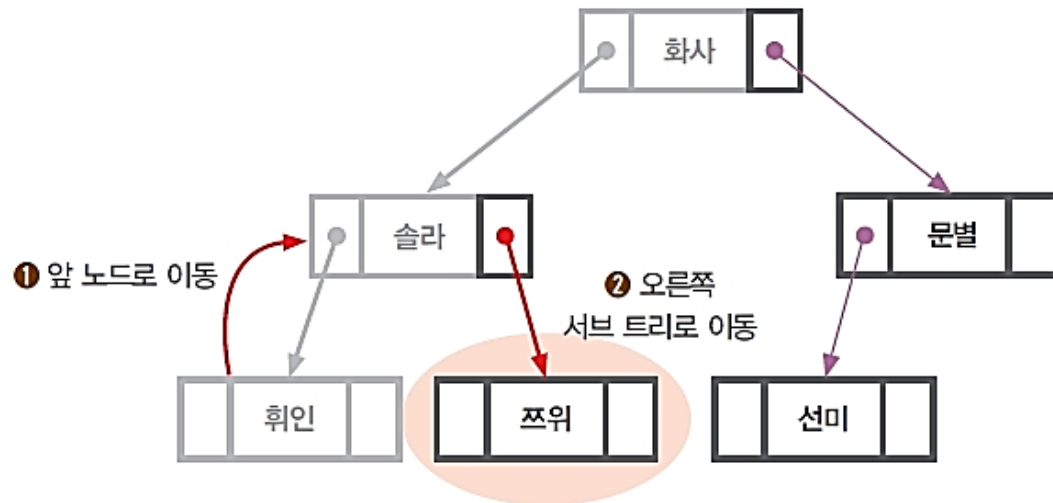 화사
솔라
문별
❶ 앞 노드로 이동
❷ 오른쪽
서브 트리로 이동
휘인
쯔위
선미